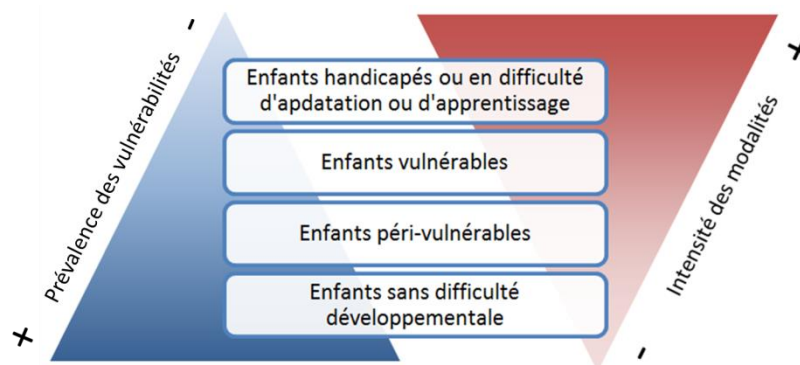 -
+
Prévalence des vulnérabilités
Enfants handicapés ou en difficulté
d'apdatation ou d'apprentissage
Enfants vulnérables
Enfants péri-vulnérables
Enfants sans difficulté
développementale
Intensité des modalités
+
-